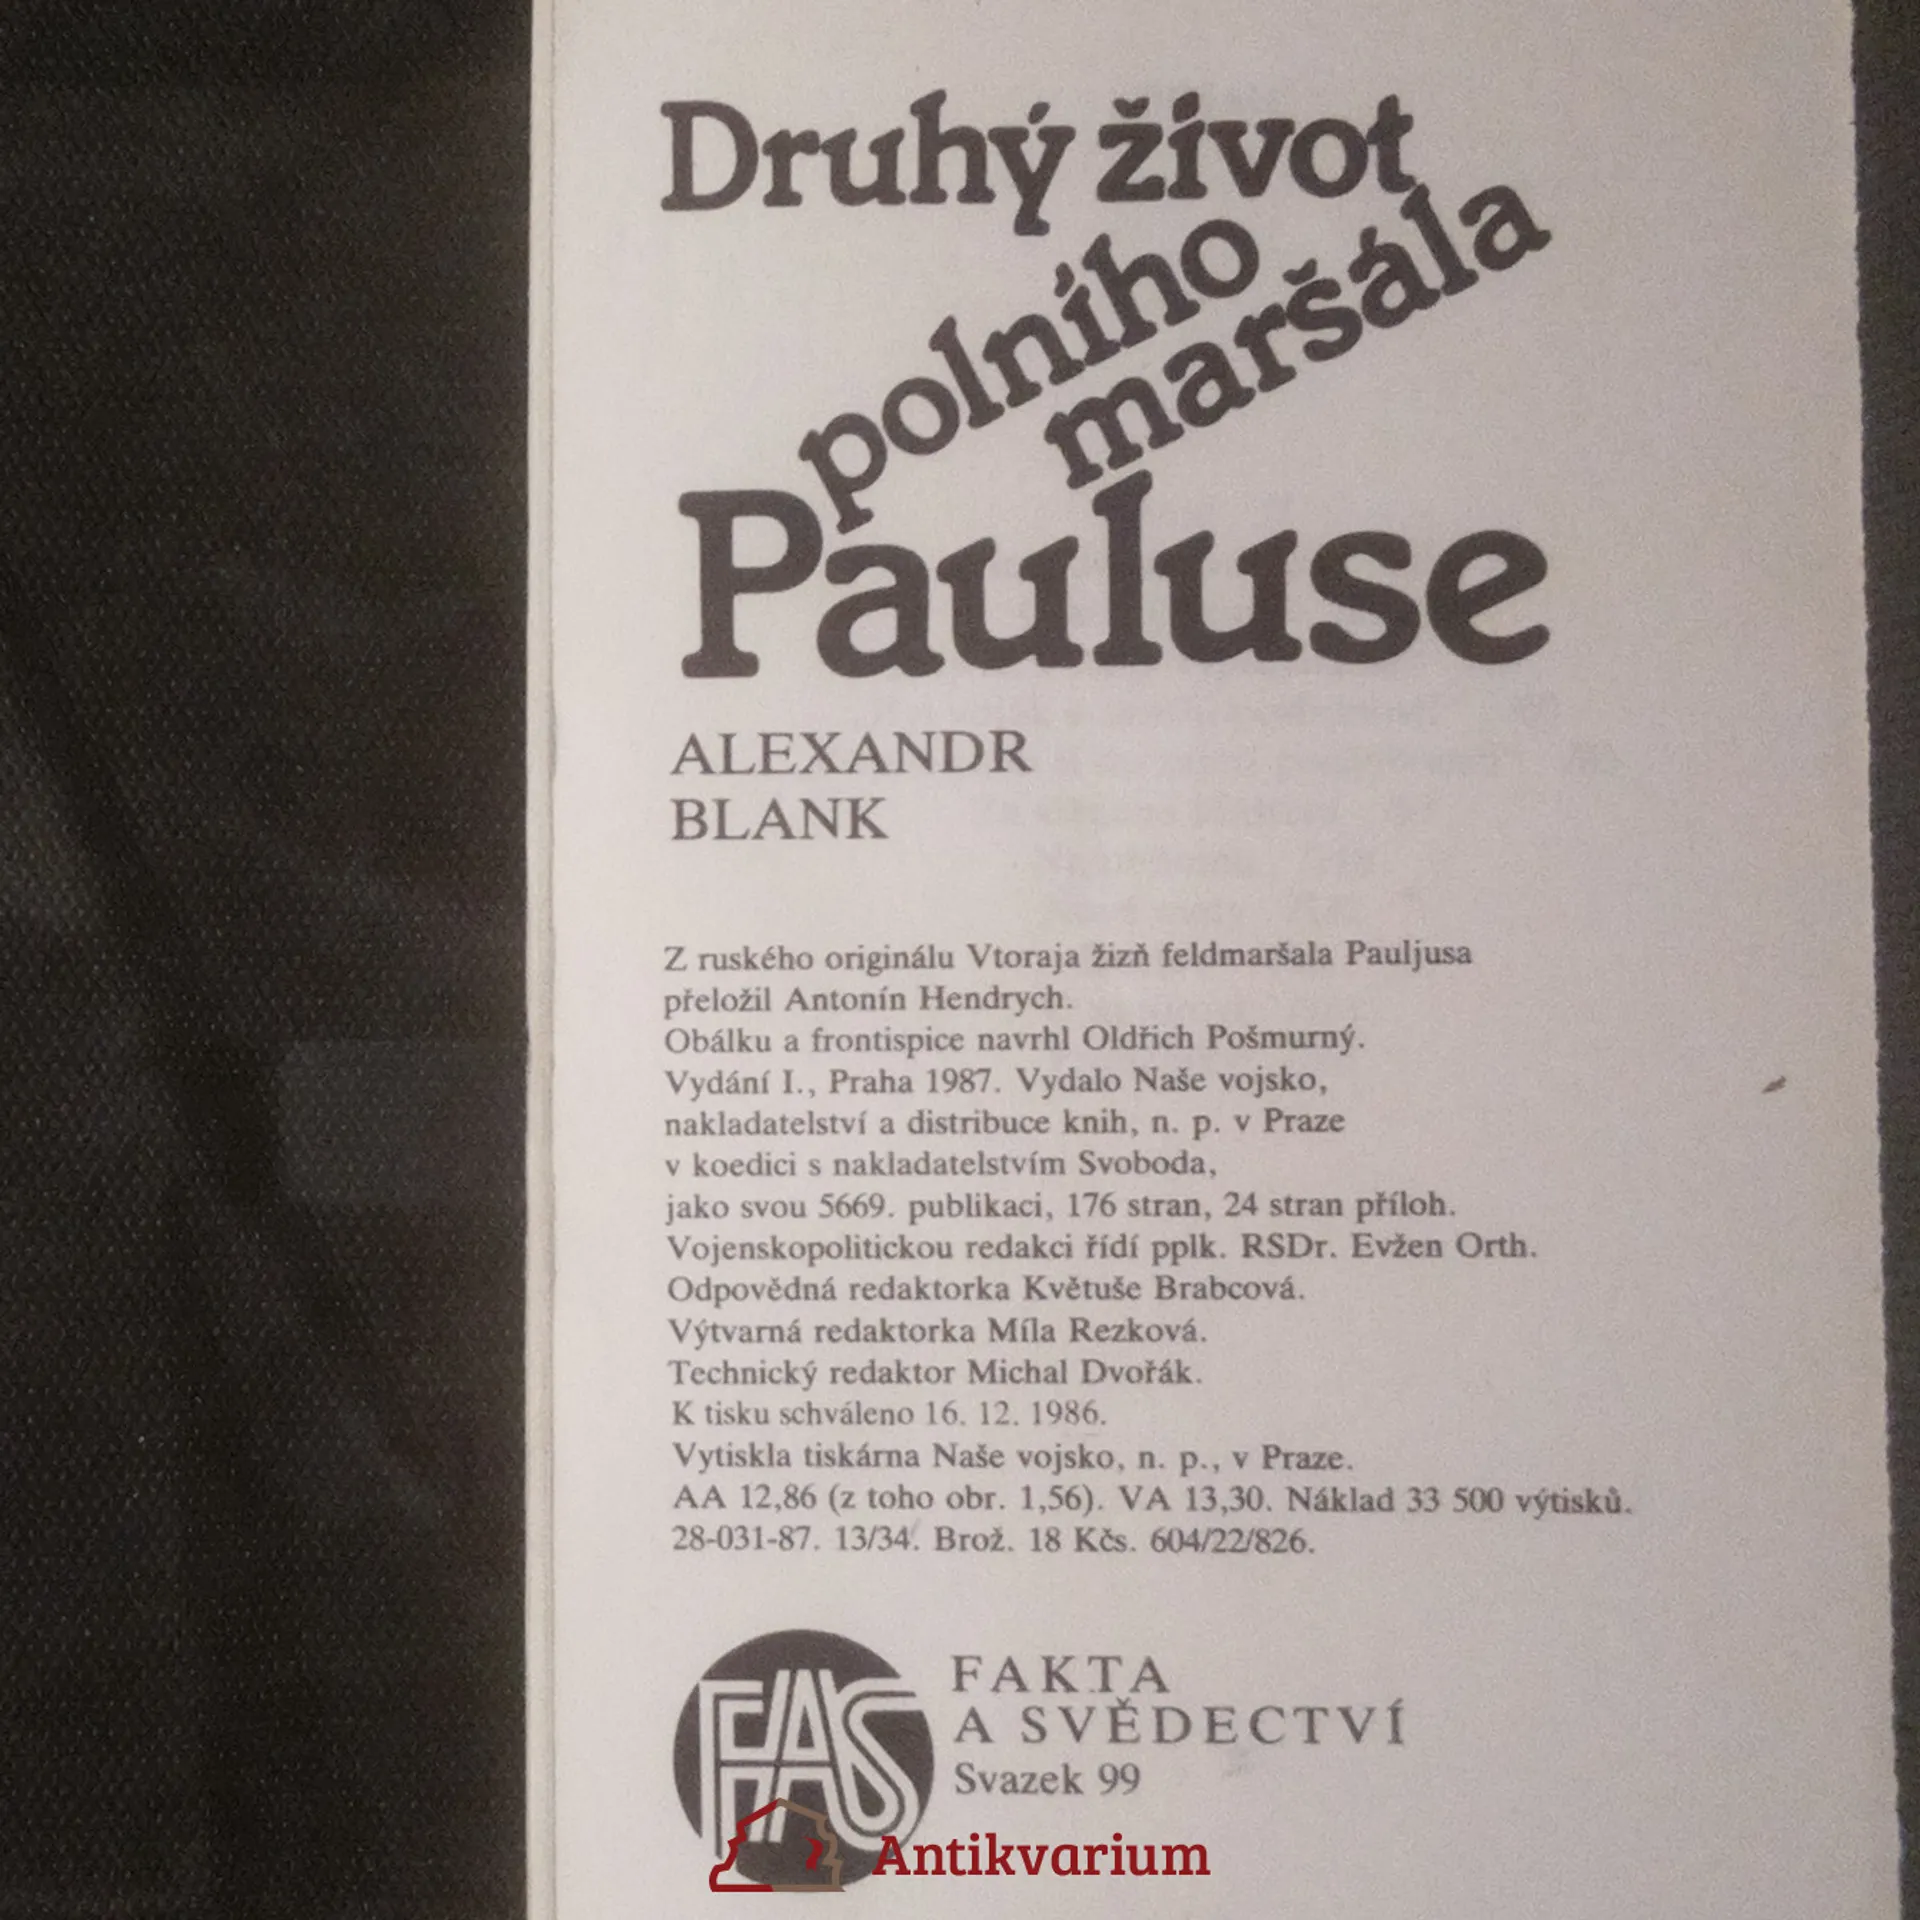 Druhý život
polního
maršála
Pauluse
ALEXANDR
BLANK
Z ruského originálu Vtoraja žizň feldmaršala Pauljusa
přeložil Antonín Hendrych.
Obálku a frontispice navrhl Oldřich Pošmurný.
Vydání I., Praha 1987. Vydalo Naše vojsko,
nakladatelství a distribuce knih, n. p. v Praze
v koedici s nakladatelstvím Svoboda,
jako svou 5669. publikaci, 176 stran, 24 stran příloh.
Vojenskopolitickou redakci řídí pplk. RSDr. Evžen Orth.
Odpovědná redaktorka Květuše Brabcová.
Výtvarná redaktorka Míla Rezková.
Technický redaktor Michal Dvořák.
K tisku schváleno 16. 12. 1986.
Vytiskla tiskárna Naše vojsko, n. p., v Praze.
AA 12,86 (z toho obr. 1,56). VA 13,30. Náklad 33 500 výtisků.
28-031-87. 13/34. Brož. 18 Kčs. 604/22/826.
FAS
FAKTA
A SVĚDECTVÍ
Svazek 99
Antikvarium